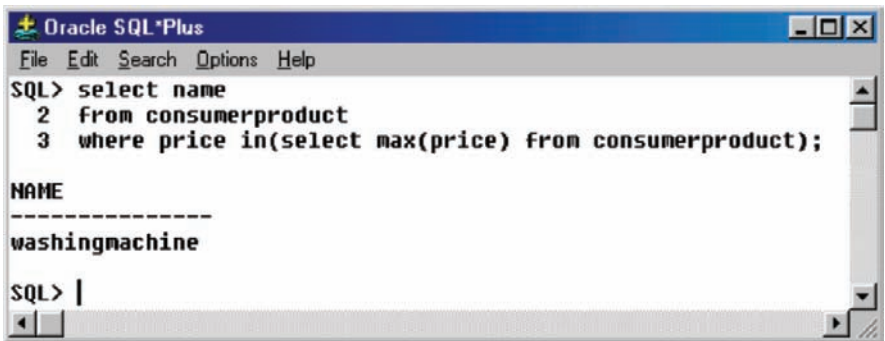 Oracle SQL*Plus
File Edit Search Options Help
SQL> select name
2 from consumerproduct
3 where price in(select max(price) from consumerproduct);
NAME
---------------
washingmachine
SQL>